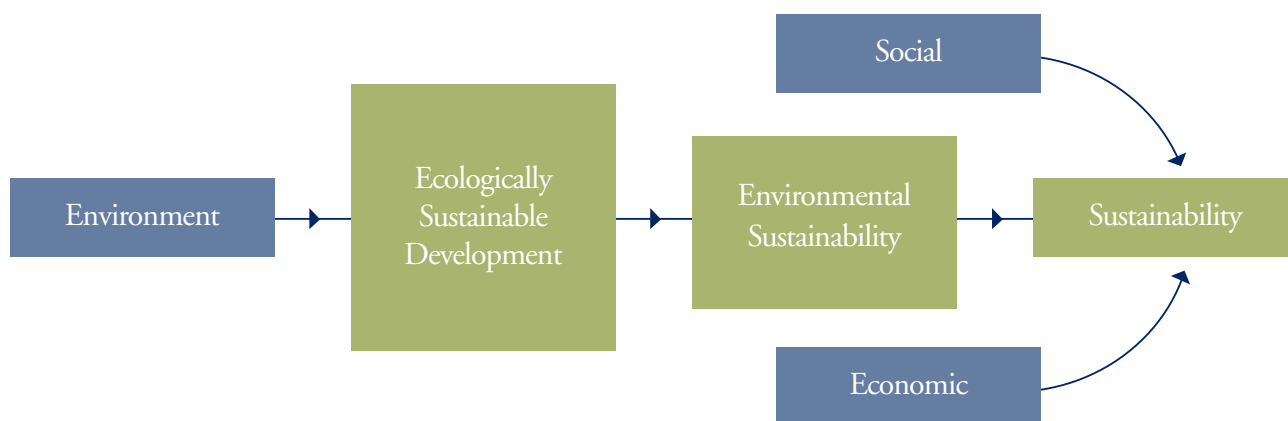 Social
Environment
Ecologically
Sustainable
Development
Environmental
Sustainability
Sustainability
Economic